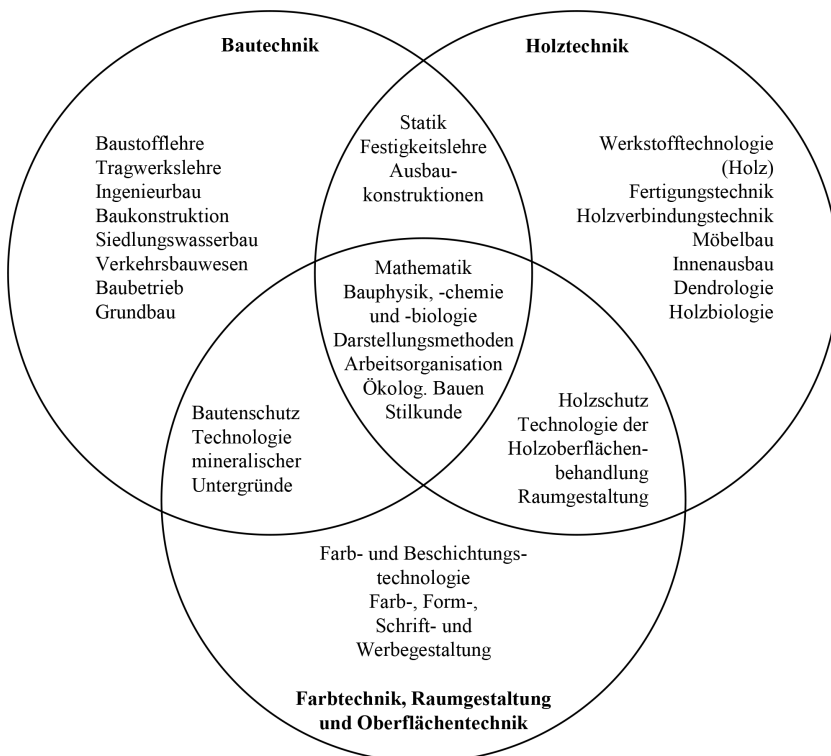 Bautechnik
Holztechnik
Baustofflehre
Tragwerkslehre
Ingenieurbau
Baukonstruktion
Siedlungswasserbau
Verkehrsbauwesen
Baubetrieb
Grundbau
Statik
Festigkeitslehre
Ausbau-
konstruktionen
Werkstofftechnologie
(Holz)
Fertigungstechnik
Holzverbindungstechnik
Möbelbau
Innenausbau
Dendrologie
Holzbiologie
Mathematik
Bauphysik, -chemie
und -biologie
Darstellungsmethoden
Arbeitsorganisation
Ökolog. Bauen
Stilkunde
Bautenschutz
Technologie
mineralischer
Untergründe
Holzschutz
Technologie der
Holzoberflächen-
behandlung
Raumgestaltung
Farb- und Beschichtungs-
technologie
Farb-, Form-,
Schrift- und
Werbegestaltung
Farbtechnik, Raumgestaltung
und Oberflächentechnik